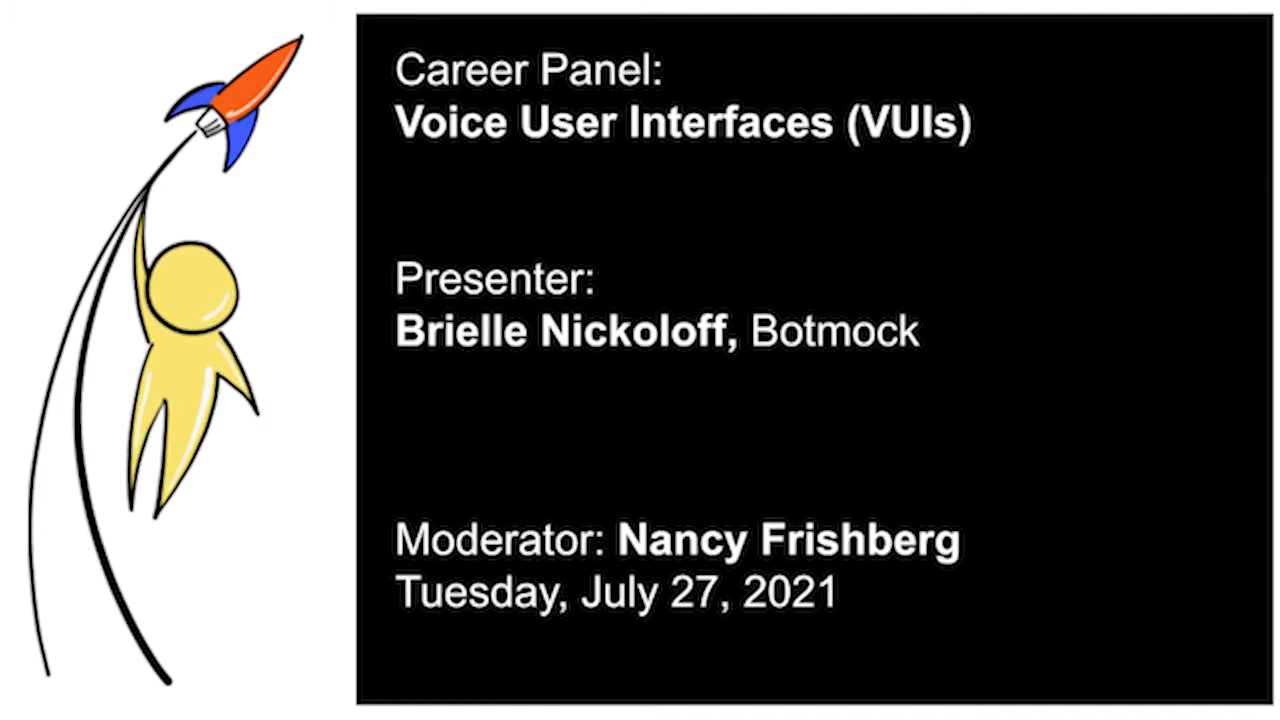 Career Panel:
Voice User Interfaces (VUIs)
Presenter:
Brielle Nickoloff, Botmock
Moderator: Nancy Frishberg
Tuesday, July 27, 2021